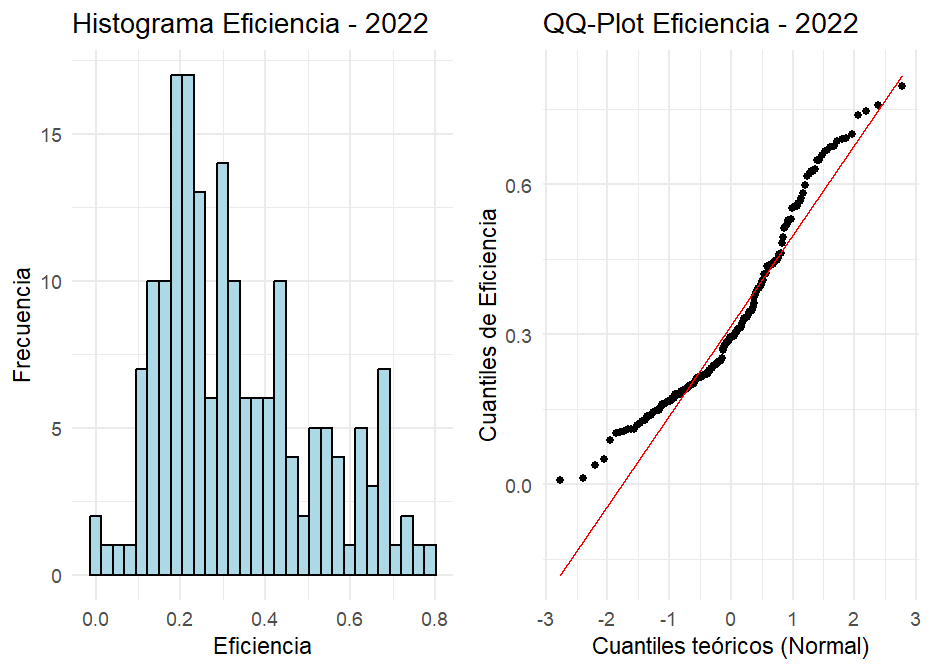 Histograma Eficiencia - 2022
Frecuencia
15
10
5
0
0.0 0.2 0.4 0.6 0.8
Eficiencia
QQ-Plot Eficiencia - 2022
Cuantiles de Eficiencia
0.6
0.3
0.0
-3 -2 -1 0 1 2 3
Cuantiles teóricos (Normal)